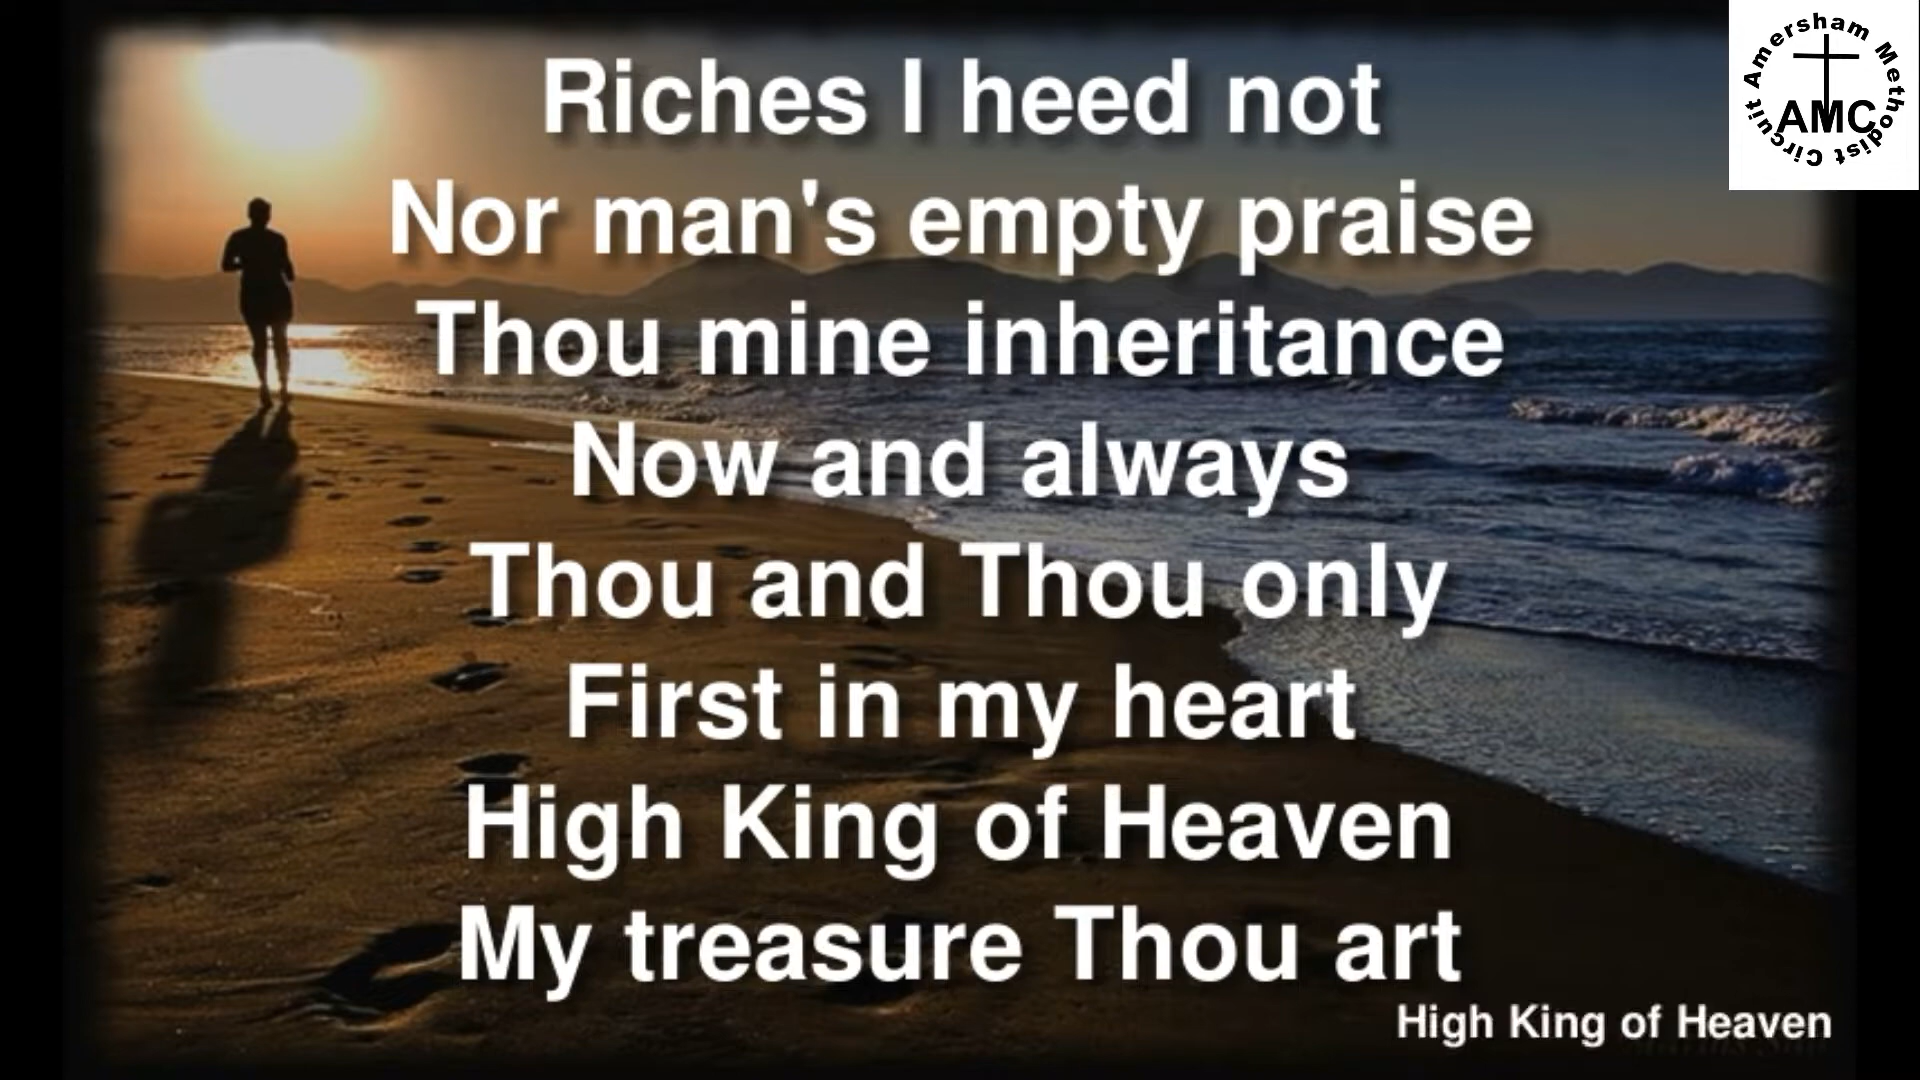 Riches I heed not
Nor man's empty praise
Thou mine inheritance
Now and always
Thou and Thou only
First in my heart
High King of Heaven
My treasure Thou art
High King of Heaven
Amersham Methodist Circuit
AMC